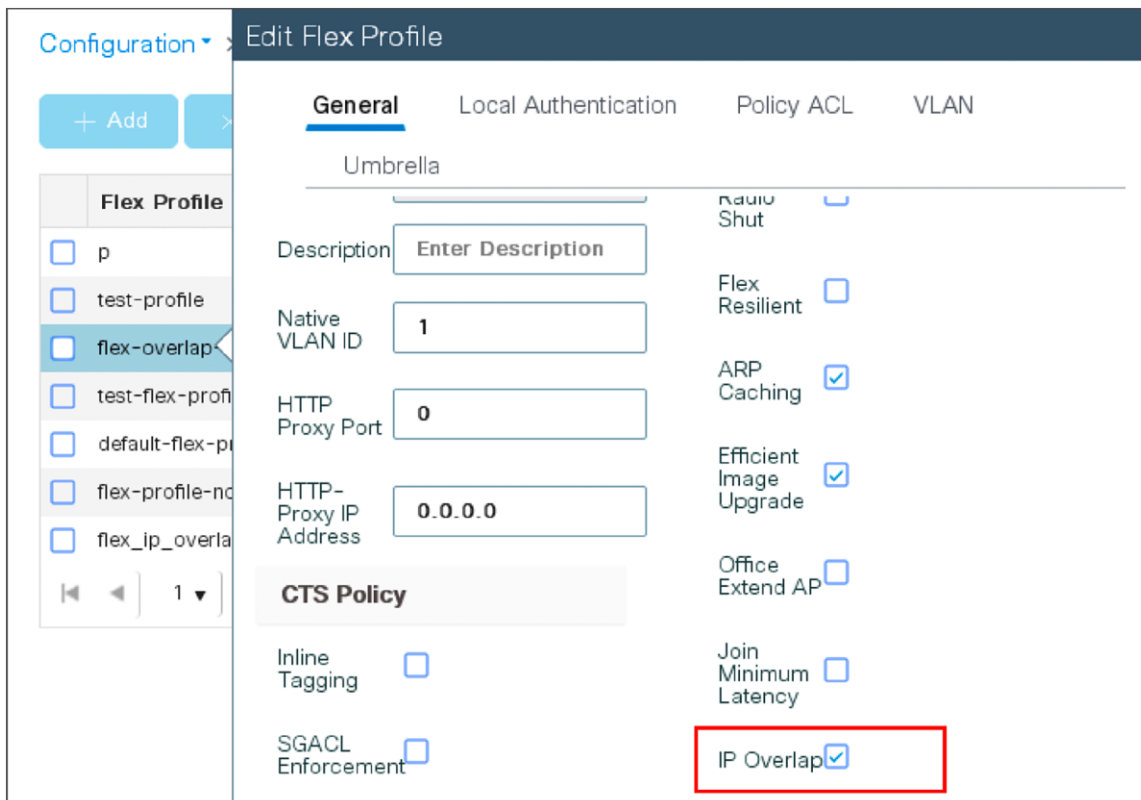 Configuration
Edit Flex Profile
+ Add
General
Local Authentication
Policy ACL
VLAN
Umbrella
Flex Profile
p
test-profile
flex-overlap-
test-flex-profi
default-flex-pr
flex-profile-no
flex_ip_overla
1
Description
Enter Description
Native
VLAN ID
1
HTTP
Proxy Port
0
HTTP-
Proxy IP
Address
0.0.0.0
CTS Policy
Inline
Tagging
SGACL
Enforcement
Radio
Shut
Flex
Resilient
ARP
Caching
Efficient
Image
Upgrade
Office
Extend AP
Join
Minimum
Latency
IP Overlap